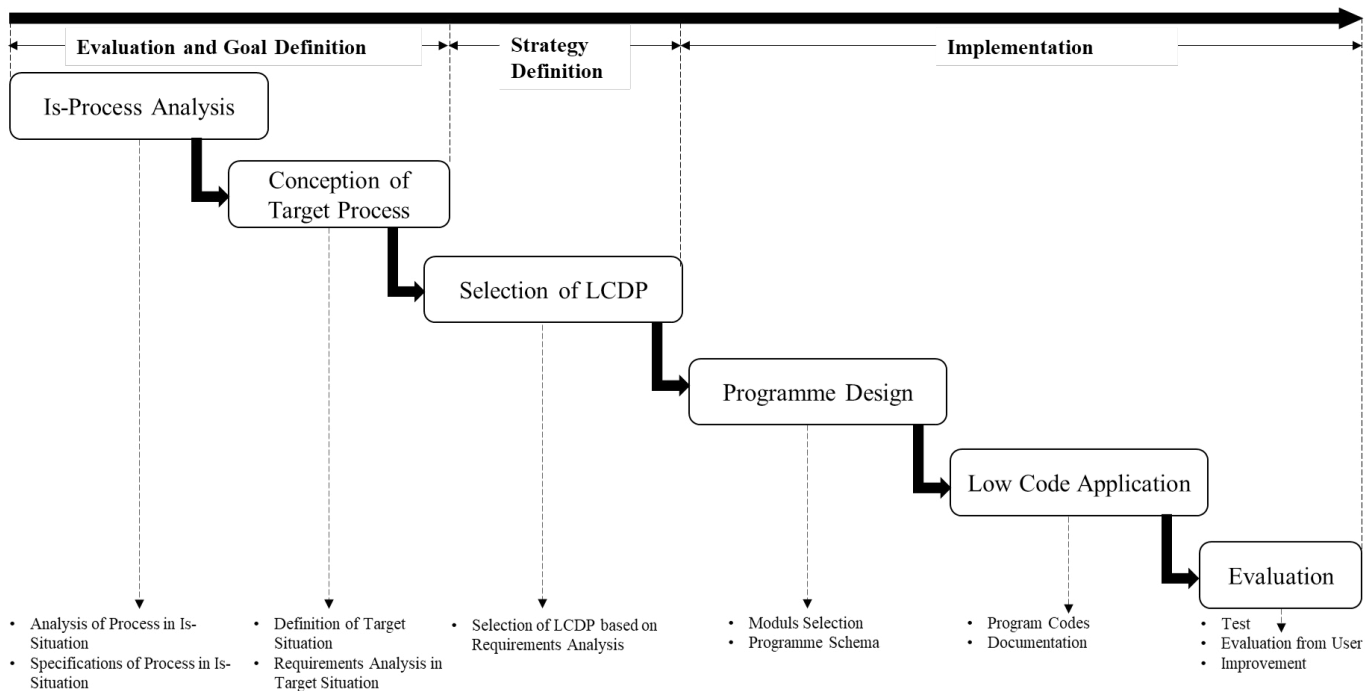 Evaluation and Goal Definition
Strategy
Definition
Implementation
Is-Process Analysis
Conception of
Target Process
Selection of LCDP
Programme Design
Low Code Application
Evaluation
• Analysis of Process in Is-
Situation
• Specifications of Process in Is-
Situation
• Definition of Target
Situation
• Requirements Analysis in
Target Situation
• Selection of LCDP based on
Requirements Analysis
• Moduls Selection
• Programme Schema
• Program Codes
• Documentation
• Test
• Evaluation from User
• Improvement